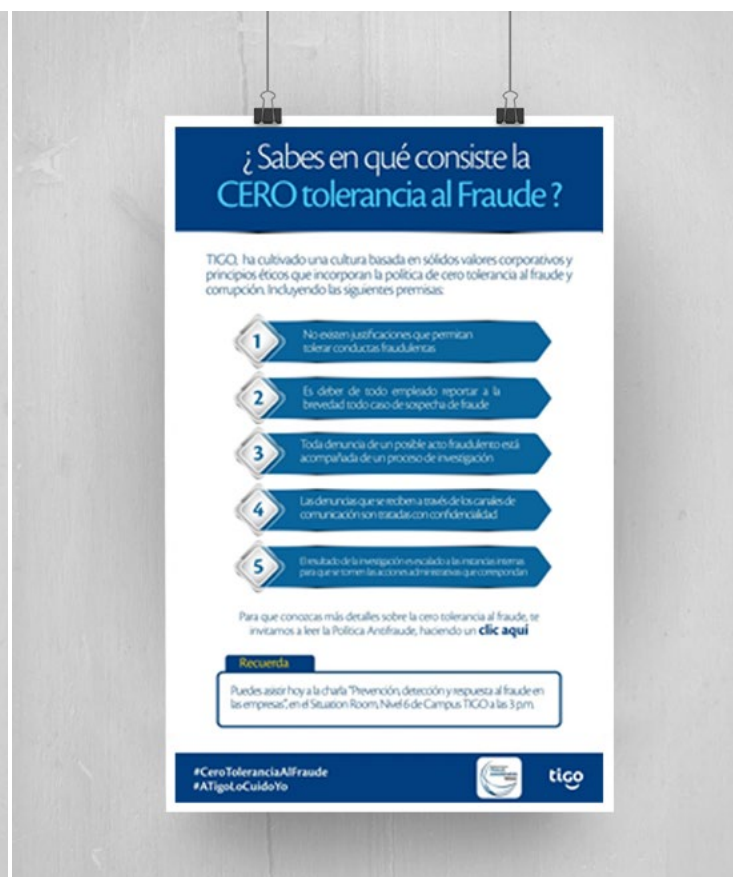 ¿Sabes en qué consiste la
CERO tolerancia al Fraude?
TIGO, ha cultivado una cultura basada en sólidos valores corporativos y
principios éticos que incorporan la política de cero tolerancia al fraude y
corrupción. Incluyendo las siguientes premisas:
1
No existen justificaciones que permitan
tolerar conductas fraudulentas
2
Es deber de todo empleado reportar a la
brevedad todo caso de sospecha de fraude
3
Toda denuncia de un posible acto fraudulento está
acompañada de un proceso de investigación
4
Las denuncias que se reciben a través de los canales de
comunicación son tratadas con confidencialidad
5
El resultado de la investigación es escalado a las instancias internas
para que se tomen las acciones administrativas que correspondan
Para que conozcas más detalles sobre la cero tolerancia al fraude, te
invitamos a leer la Política Antifraude, haciendo un clic aquí
Recuerda
Puedes asistir hoy a la charla "Prevención, detección y respuesta al fraude en
las empresas", en el Situation Room, Nivel 6 de Campus TIGO a las 3 p.m.
#CeroToleranciaAlFraude
#ATigoLoCuidoYo
tigo